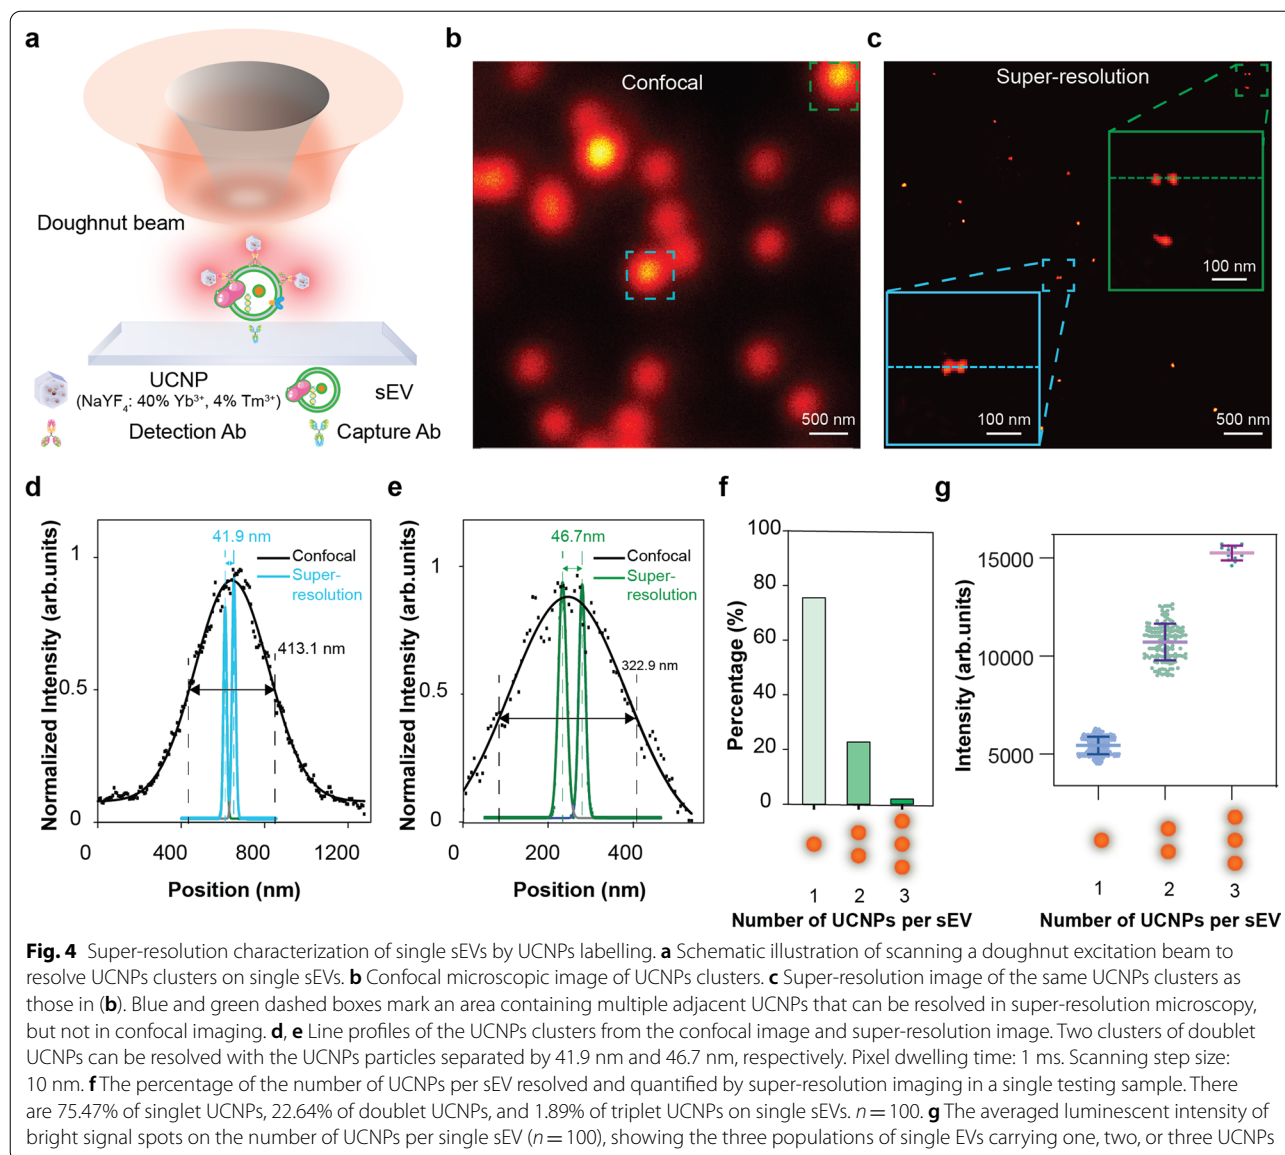 a
Doughnut beam
UCNP
(NaYF4: 40% Yb³⁺, 4% Tm³⁺)
sEV
Detection Ab
Capture Ab
b
Confocal
500 nm
c
Super-resolution
100 nm
100 nm
500 nm
d
Normalized Intensity (arb.units)
41.9 nm
Confocal
Super-
resolution
413.1 nm
1
0.5
0
0 400 800 1200
Position (nm)
e
Normalized Intensity (arb.units)
46.7nm
Confocal
Super-
resolution
322.9 nm
1
0.5
0
0 200 400
Position (nm)
f
Percentage (%)
100
80
60
40
20
0
1 2 3
Number of UCNPs per sEV
g
Intensity (arb.units)
15000
10000
5000
1 2 3
Number of UCNPs per sEV
Fig. 4 Super-resolution characterization of single sEVs by UCNPs labelling. a Schematic illustration of scanning a doughnut excitation beam to
resolve UCNPs clusters on single sEVs. b Confocal microscopic image of UCNPs clusters. c Super-resolution image of the same UCNPs clusters as
those in (b). Blue and green dashed boxes mark an area containing multiple adjacent UCNPs that can be resolved in super-resolution microscopy,
but not in confocal imaging. d, e Line profiles of the UCNPs clusters from the confocal image and super-resolution image. Two clusters of doublet
UCNPs can be resolved with the UCNPs particles separated by 41.9 nm and 46.7 nm, respectively. Pixel dwelling time: 1 ms. Scanning step size:
10 nm. f The percentage of the number of UCNPs per sEV resolved and quantified by super-resolution imaging in a single testing sample. There
are 75.47% of singlet UCNPs, 22.64% of doublet UCNPs, and 1.89% of triplet UCNPs on single sEVs. n = 100. g The averaged luminescent intensity of
bright signal spots on the number of UCNPs per single sEV (n = 100), showing the three populations of single EVs carrying one, two, or three UCNPs